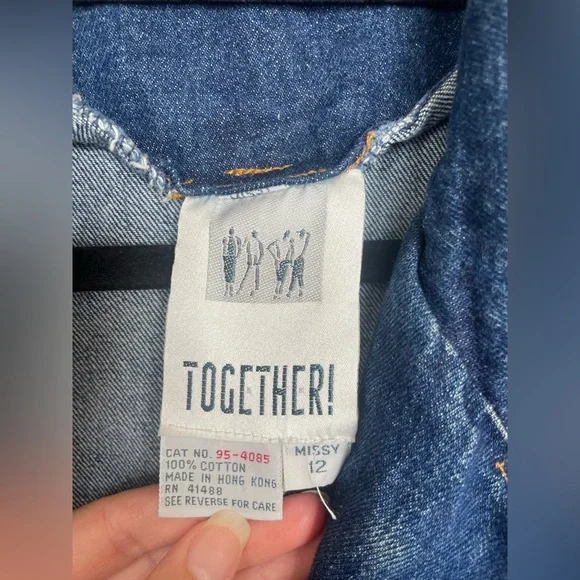 TOGETHER!
CAT NO. 95-4085
100% COTTON
MADE IN HONG KONG
RN 41488
SEE REVERSE FOR CARE
MISSY
12